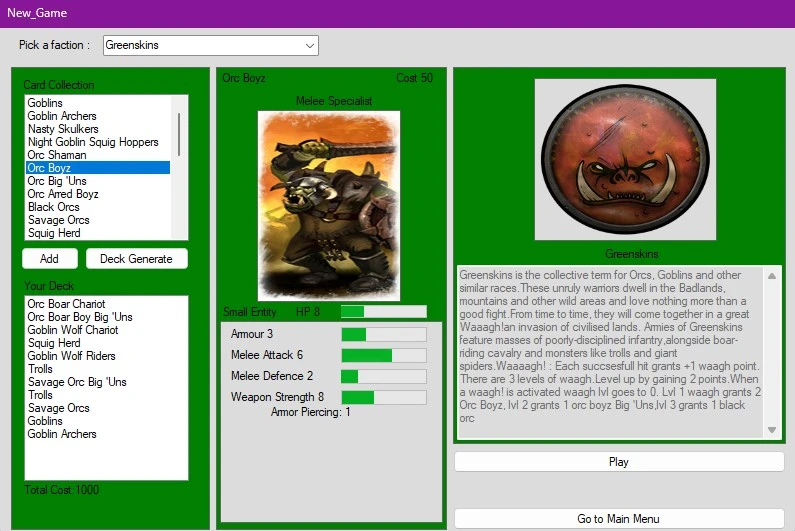 New_Game
Pick a faction :
Greenskins
Card Collection
Goblins
Goblin Archers
Nasty Skulkers
Night Goblin Squig Hoppers
Orc Shaman
Orc Boyz
Orc Big 'Uns
Orc Arred Boyz
Black Orcs
Savage Orcs
Squig Herd
Add
Deck Generate
Your Deck
Orc Boar Chariot
Orc Boar Boy Big 'Uns
Goblin Wolf Chariot
Squig Herd
Goblin Wolf Riders
Trolls
Savage Orc Big 'Uns
Trolls
Savage Orcs
Goblins
Goblin Archers
Total Cost:1000
Orc Boyz
Cost 50
Melee Specialist
Small Entity
HP 8
Armour 3
Melee Attack 6
Melee Defence 2
Weapon Strength 8
Armor Piercing: 1
Greenskins
Greenskins is the collective term for Orcs, Goblins and other
similar races.These unruly warriors dwell in the Badlands,
mountains and other wild areas and love nothing more than a
good fight.From time to time, they will come together in a great
Waaagh!an invasion of civilised lands. Armies of Greenskins
feature masses of poorly-disciplined infantry,alongside boar-
riding cavalry and monsters like trolls and giant
spiders.Waaaagh! : Each succsesfull hit grants +1 waagh point.
There are 3 levels of waagh.Level up by gaining 2 points.When
a waagh! is activated waagh lvl goes to 0. Lvl 1 waagh grants 2
Orc Boyz, lvl 2 grants 1 orc boyz Big 'Uns,lvl 3 grants 1 black
orc
Play
Go to Main Menu